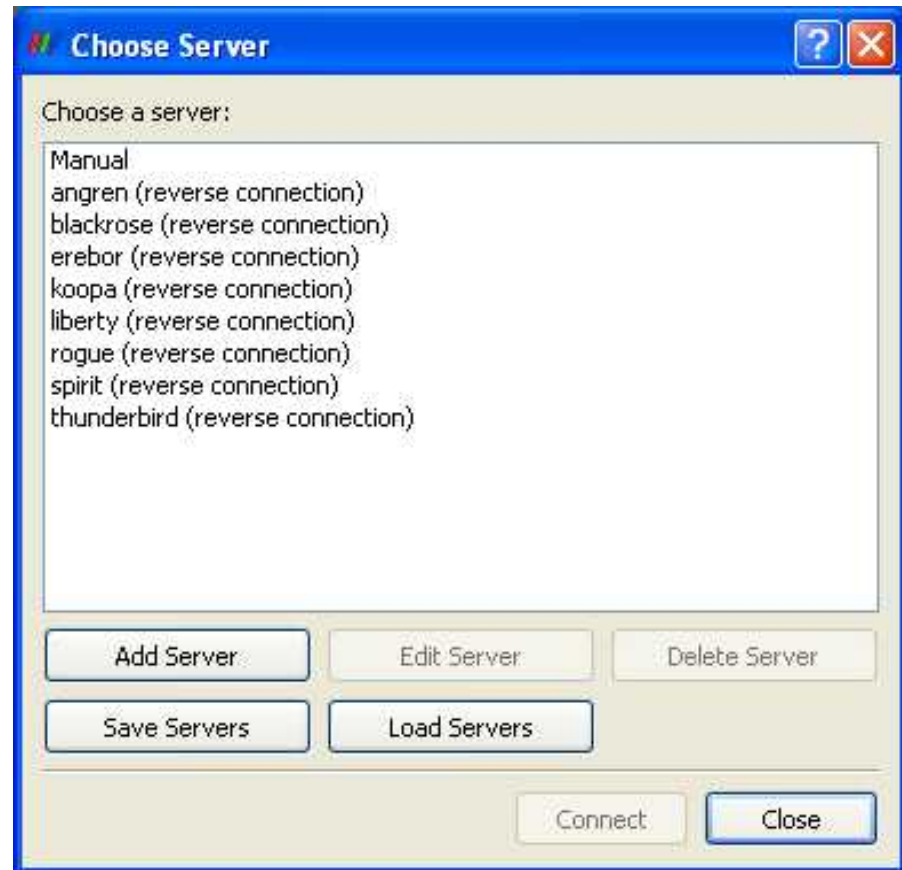 Choose Server
Choose a server:
Manual
angren (reverse connection)
blackrose (reverse connection)
erebor (reverse connection)
koopa (reverse connection)
liberty (reverse connection)
rogue (reverse connection)
spirit (reverse connection)
thunderbird (reverse connection)
Add Server Edit Server Delete Server
Save Servers Load Servers
Connect Close